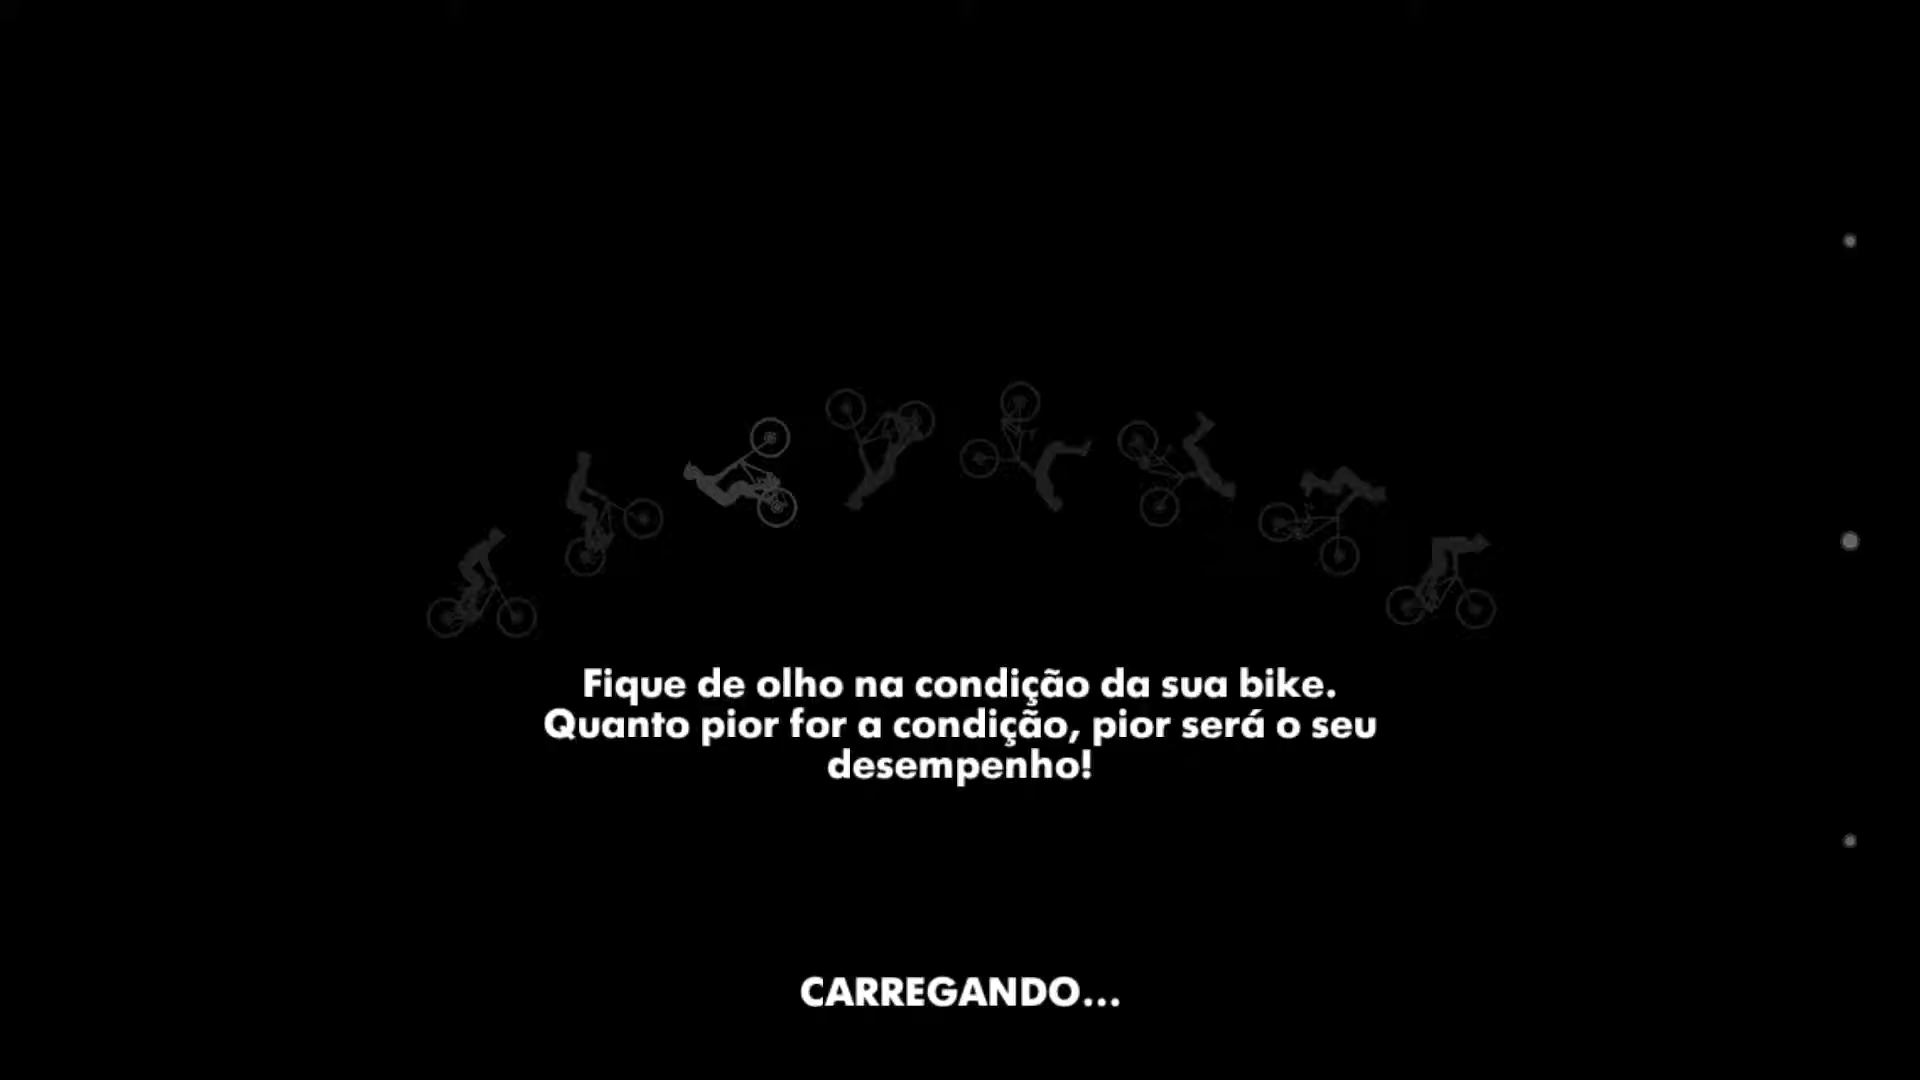 Fique de olho na condição da sua bike.
Quanto pior for a condição, pior será o seu
desempenho!
CARREGANDO...